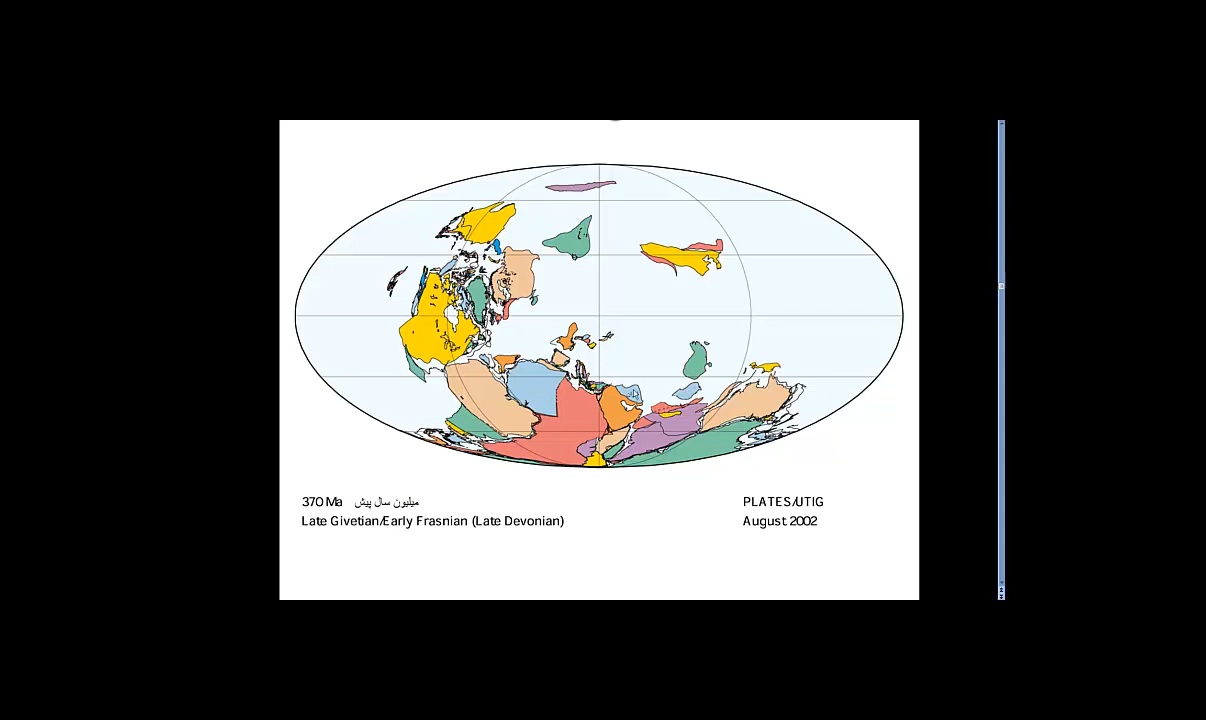 370 Ma میلیون سال پیش
Late Givetian/Early Frasnian (Late Devonian)
PLATES/UTIG
August 2002